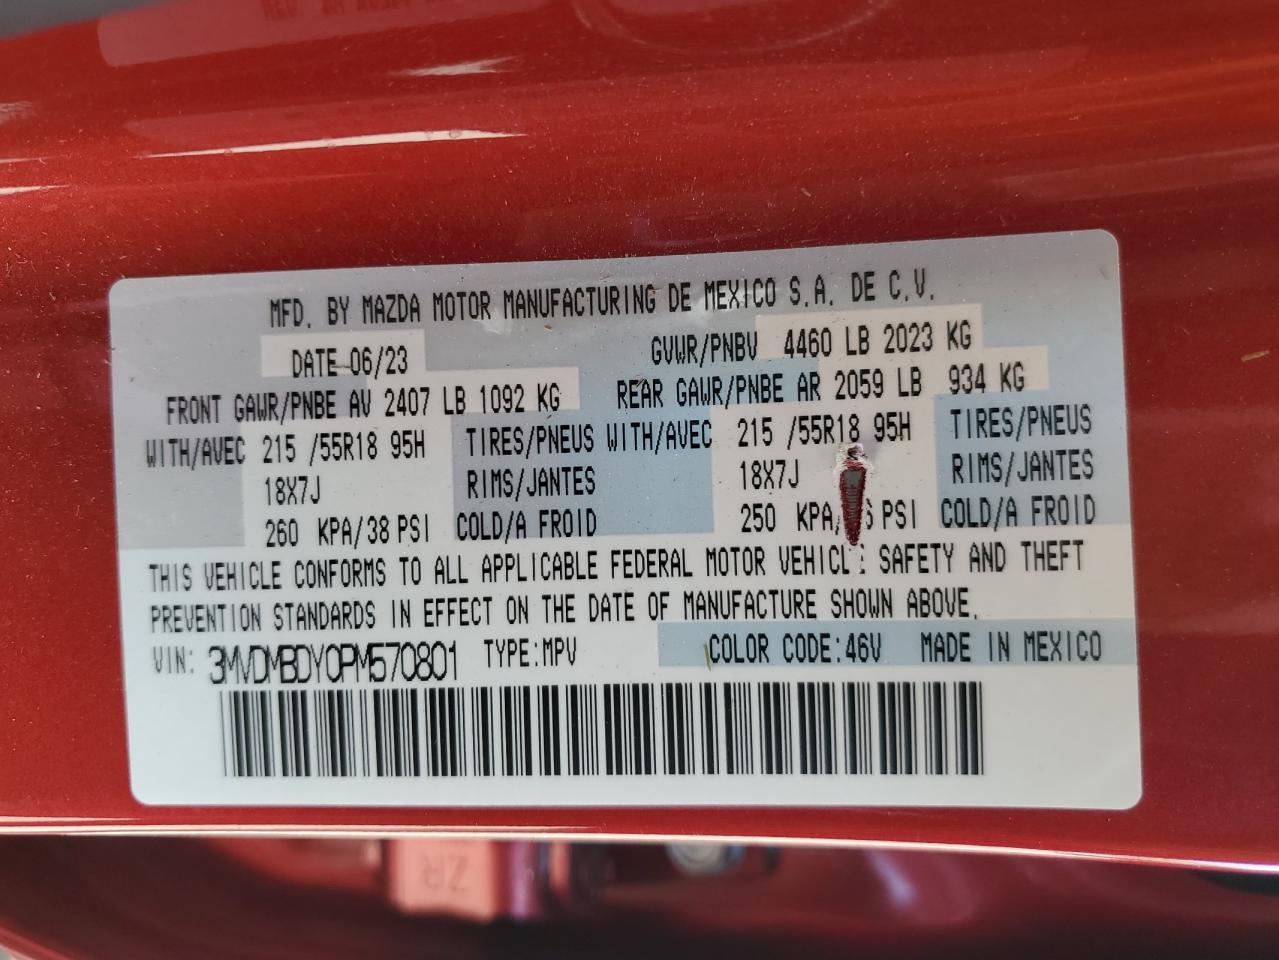 MFD. BY MAZDA MOTOR MANUFACTURING DE MEXICO S.A. DE C.V.
DATE 06/23 GVWR/PNBV 4460 LB 2023 KG
FRONT GAWR/PNBE AV 2407 LB 1092 KG REAR GAWR/PNBE AR 2059 LB 934 KG
WITH/AVEC 215 /55R18 95H TIRES/PNEUS WITH/AVEC 215 /55R18 95H TIRES/PNEUS
18X7J RIMS/JANTES 18X7J RIMS/JANTES
260 KPA/38 PSI COLD/A FROID 250 KPA/ PSI COLD/A FROID
THIS VEHICLE CONFORMS TO ALL APPLICABLE FEDERAL MOTOR VEHICLE SAFETY AND THEFT
PREVENTION STANDARDS IN EFFECT ON THE DATE OF MANUFACTURE SHOWN ABOVE.
VIN: 3MVDMBDY0PM570801 TYPE:MPV COLOR CODE:46V MADE IN MEXICO